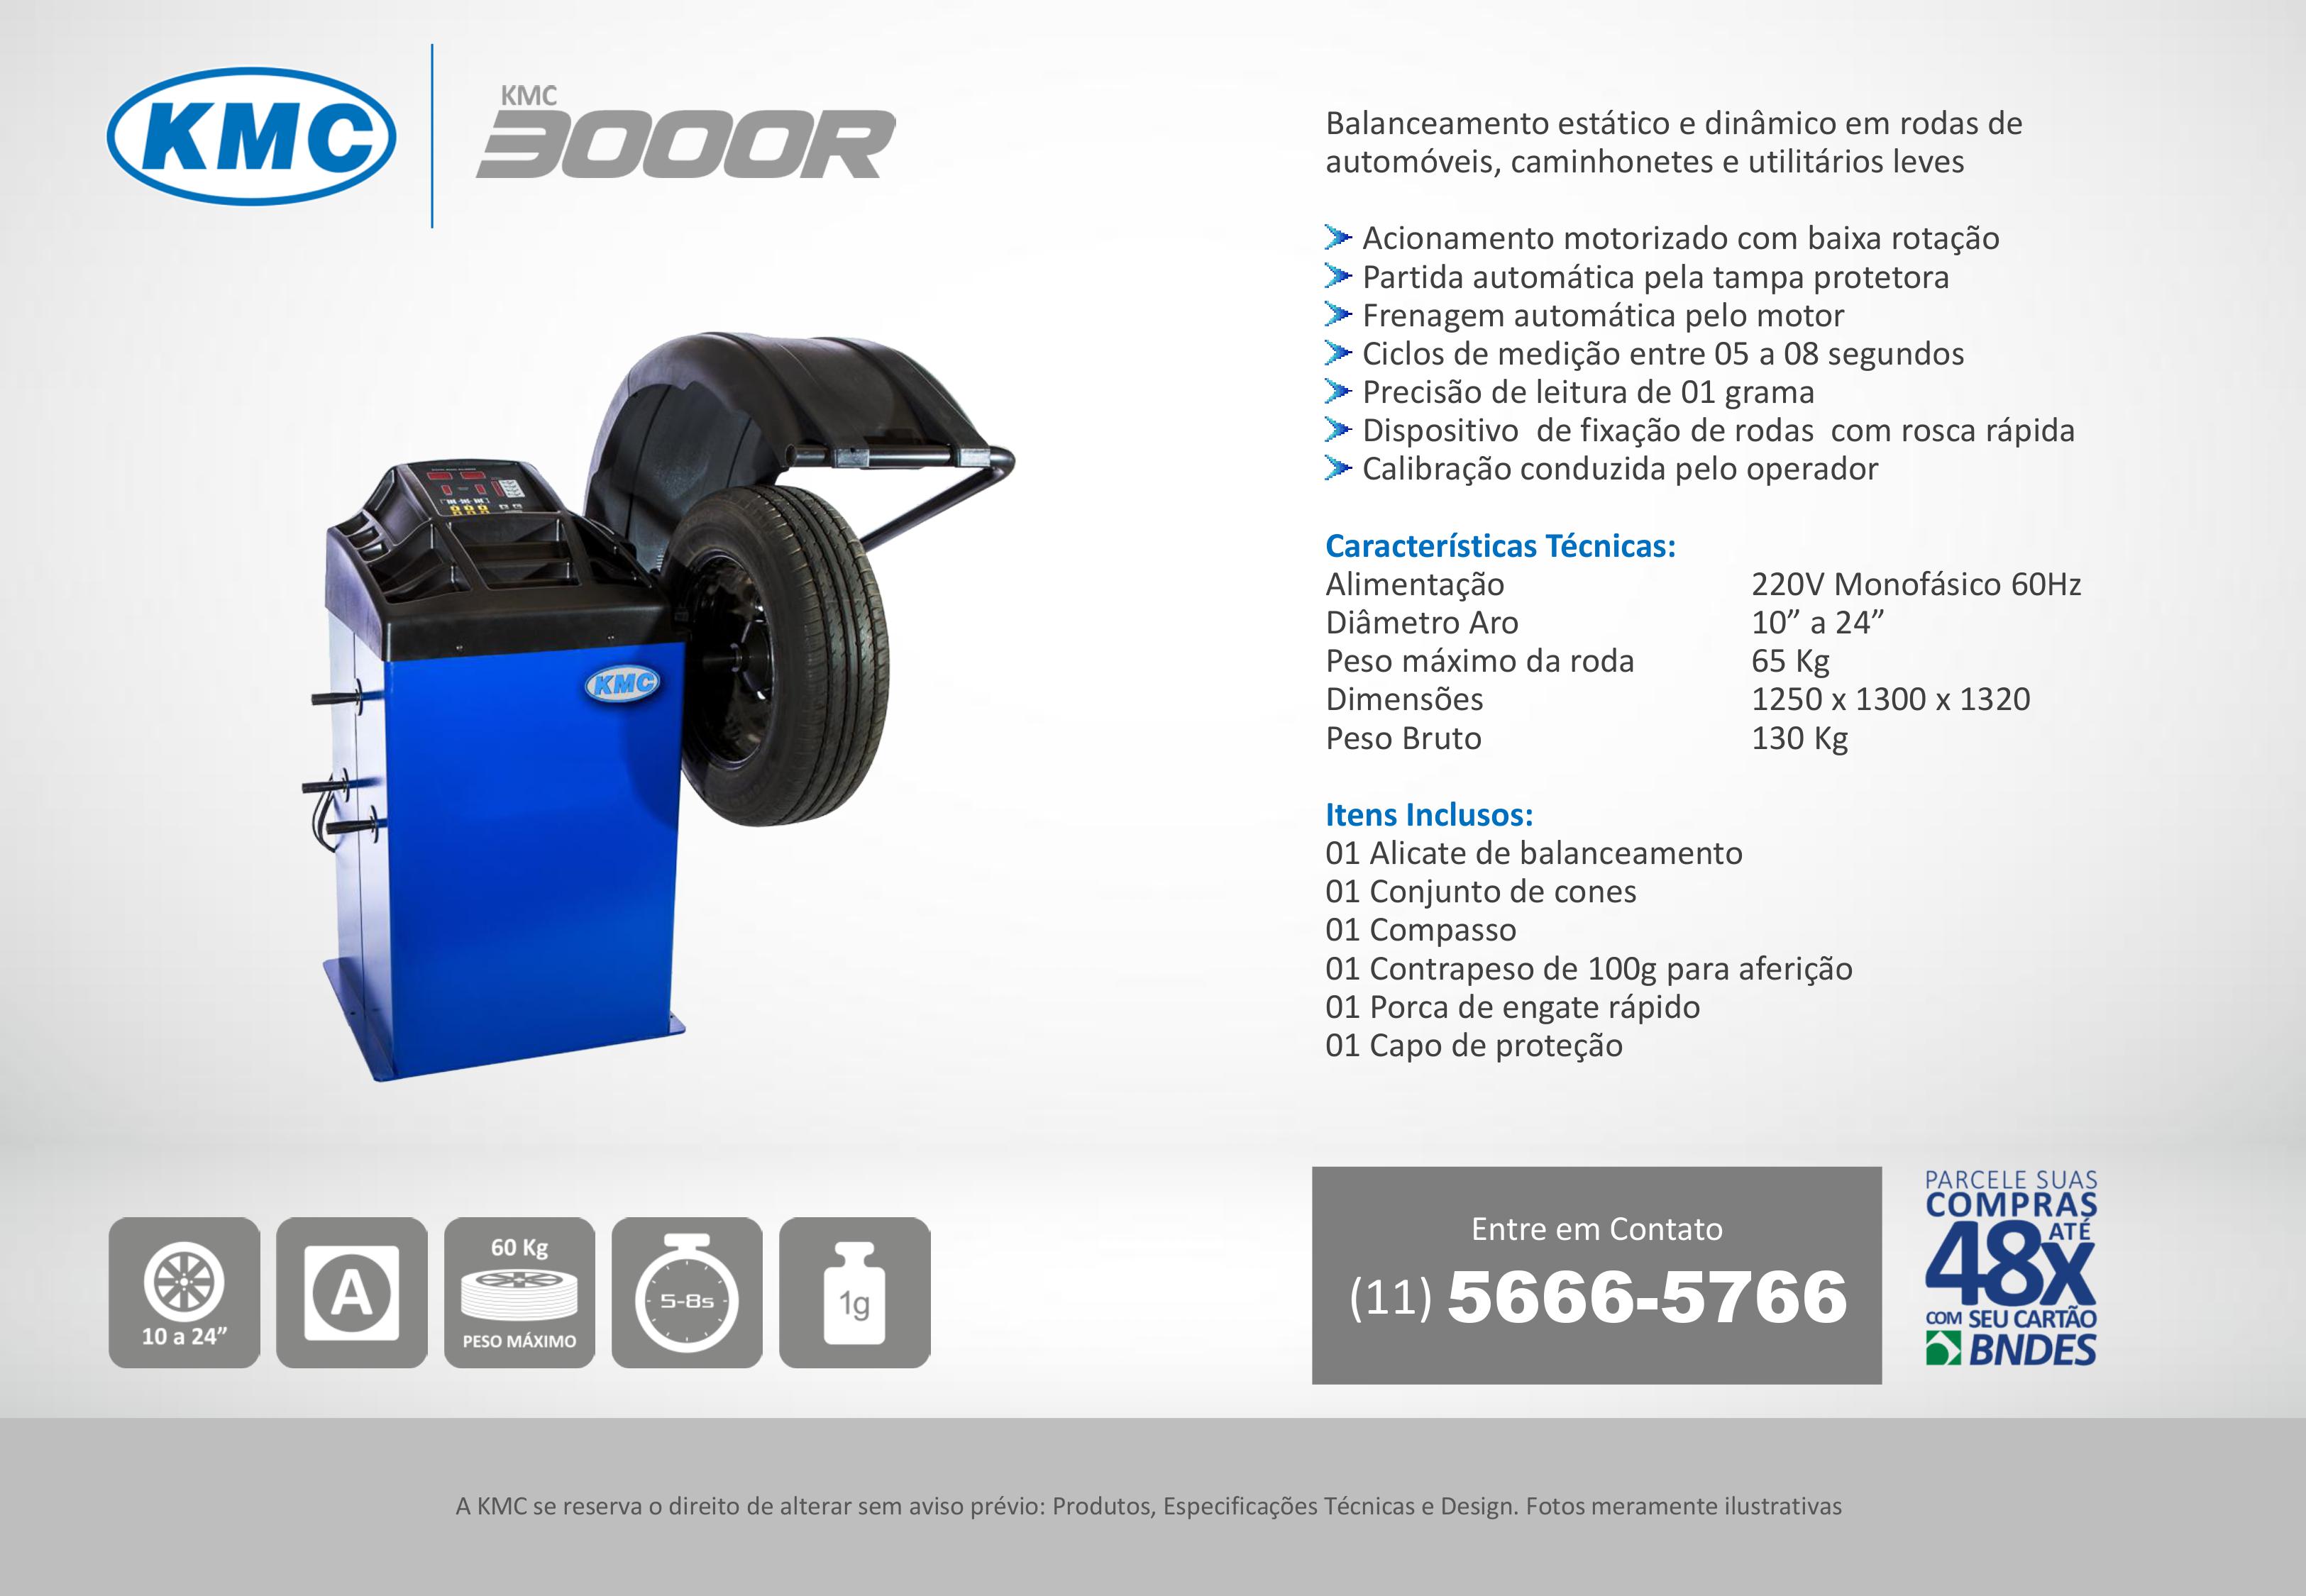 KMC
KMC
3000R
Balanceamento estático e dinâmico em rodas de
automóveis, caminhonetes e utilitários leves
Acionamento motorizado com baixa rotação
Partida automática pela tampa protetora
Frenagem automática pelo motor
Ciclos de medição entre 05 a 08 segundos
Precisão de leitura de 01 grama
Dispositivo  de fixação de rodas  com rosca rápida
Calibração conduzida pelo operador
Características Técnicas:
Alimentação 220V Monofásico 60Hz
Diâmetro Aro 10” a 24”
Peso máximo da roda 65 Kg
Dimensões 1250 x 1300 x 1320
Peso Bruto 130 Kg
Itens Inclusos:
01 Alicate de balanceamento
01 Conjunto de cones
01 Compasso
01 Contrapeso de 100g para aferição
01 Porca de engate rápido
01 Capo de proteção
KMC
10 a 24”
A
60 Kg
PESO MÁXIMO
5-8s
1g
Entre em Contato
(11) 5666-5766
PARCELE SUAS
COMPRAS
ATÉ
48x
COM SEU CARTÃO
BNDES
A KMC se reserva o direito de alterar sem aviso prévio: Produtos, Especificações Técnicas e Design. Fotos meramente ilustrativas